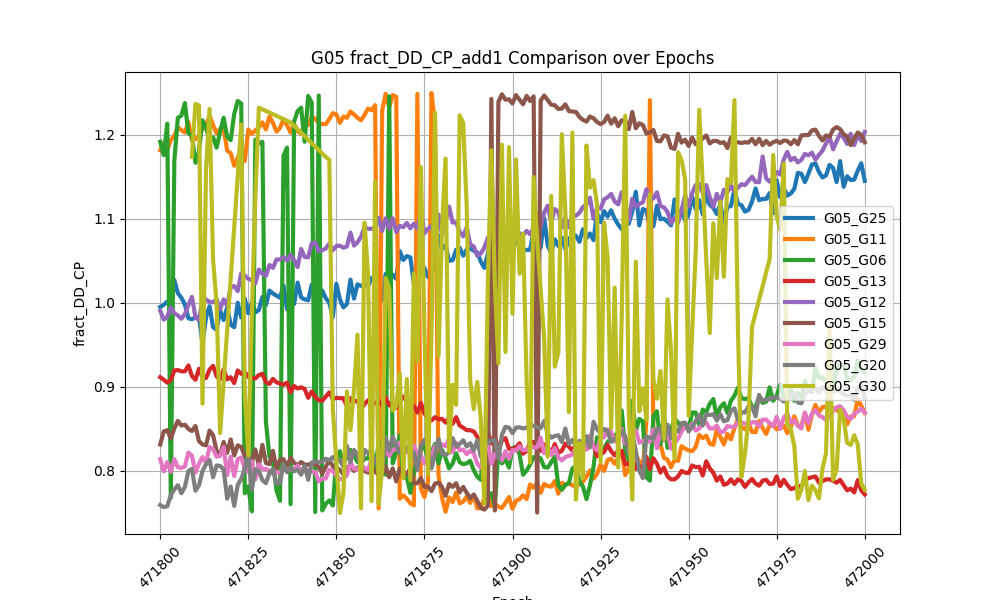 G05 fract_DD_CP_add1 Comparison over Epochs
fract_DD_CP
1.2
1.1
1.0
0.9
0.8
471800
471825
471850
471875
471900
471925
471950
471975
472000
Epoch
G05_G25
G05_G11
G05_G06
G05_G13
G05_G12
G05_G15
G05_G29
G05_G20
G05_G30